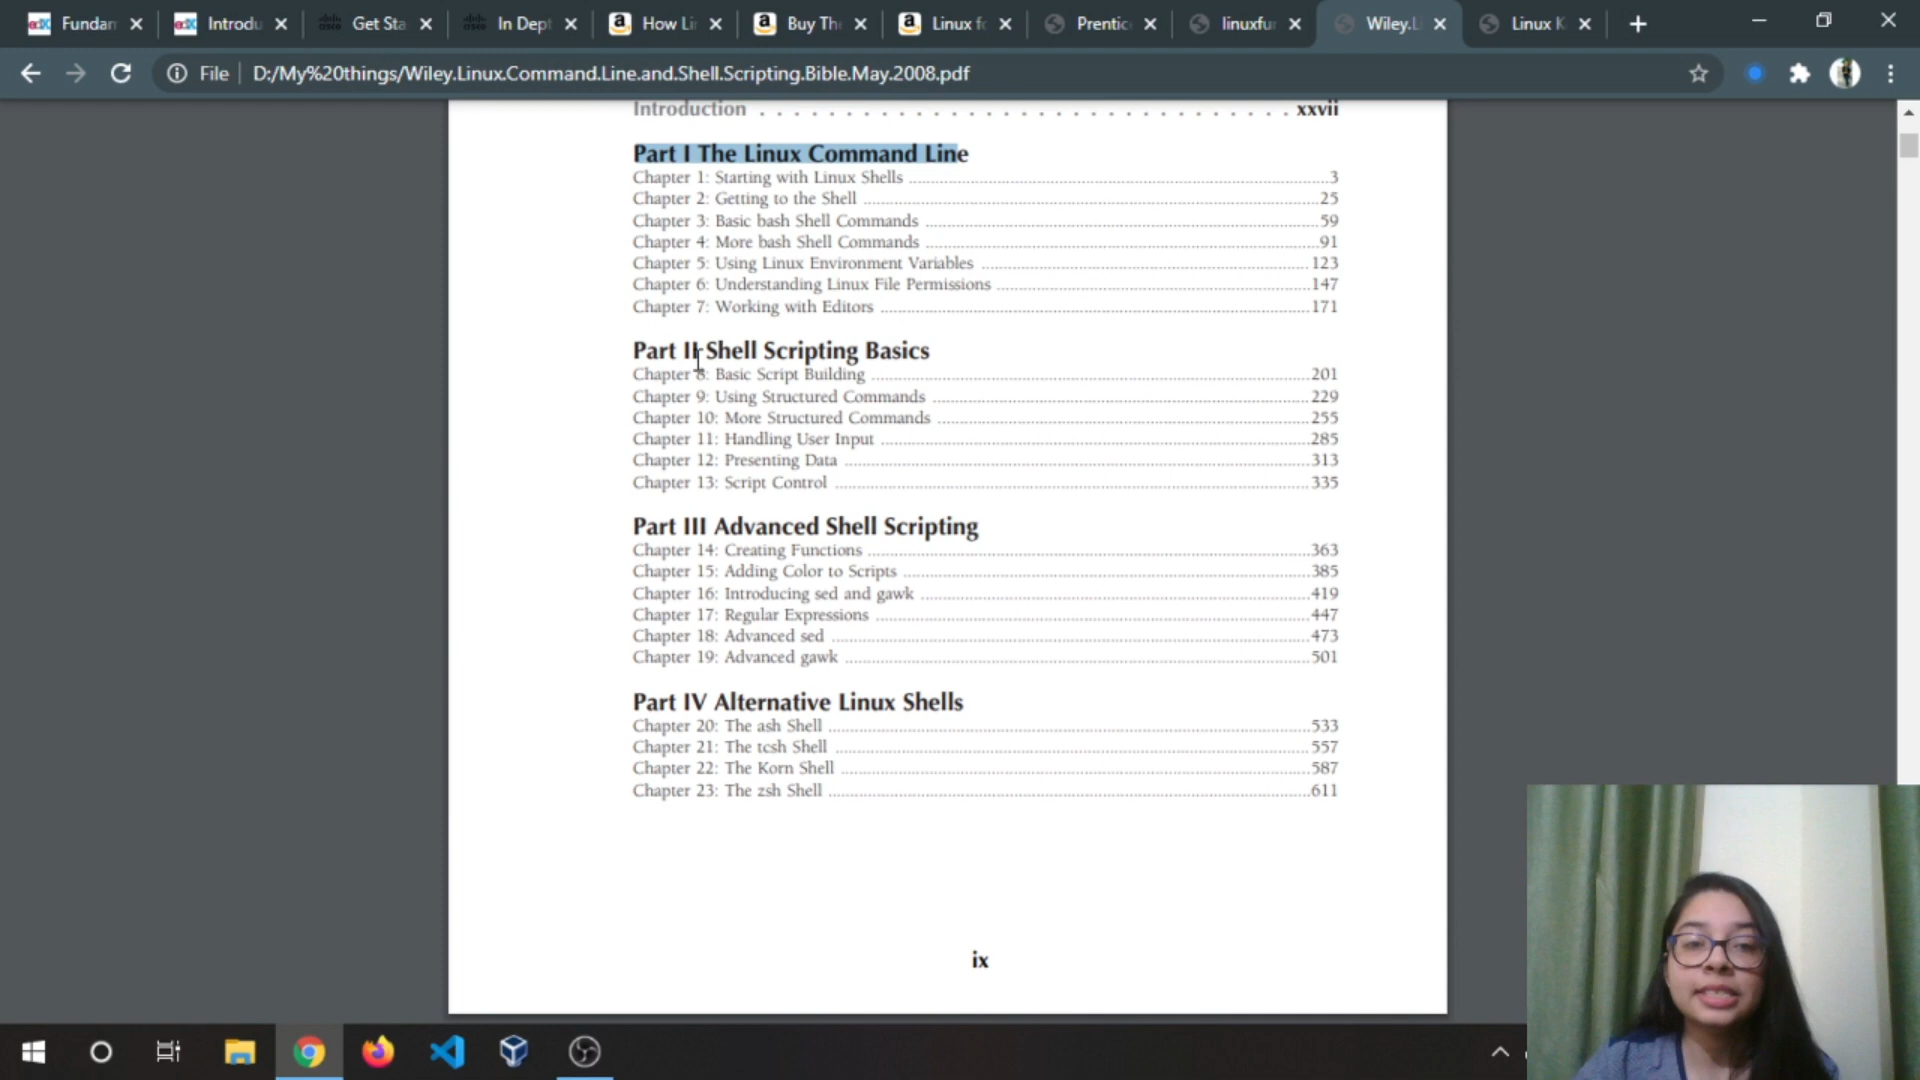 Fundam
Introdu
Get Sta
In Dept
How Li
Buy The
Linux fo
Prentic
linuxfur
Wiley.L
Linux K
File
D:/My%20things/Wiley.Linux.Command.Line.and.Shell.Scripting.Bible.May.2008.pdf
Introduction . . . . . . . . . . . . . . . . . . . . . . . . . . . . . . xxvii
Part I The Linux Command Line
Chapter 1: Starting with Linux Shells ... 3
Chapter 2: Getting to the Shell ... 25
Chapter 3: Basic bash Shell Commands ... 59
Chapter 4: More bash Shell Commands ... 91
Chapter 5: Using Linux Environment Variables ... 123
Chapter 6: Understanding Linux File Permissions ... 147
Chapter 7: Working with Editors ... 171
Part II Shell Scripting Basics
Chapter 8: Basic Script Building ... 201
Chapter 9: Using Structured Commands ... 229
Chapter 10: More Structured Commands ... 255
Chapter 11: Handling User Input ... 285
Chapter 12: Presenting Data ... 313
Chapter 13: Script Control ... 335
Part III Advanced Shell Scripting
Chapter 14: Creating Functions ... 363
Chapter 15: Adding Color to Scripts ... 385
Chapter 16: Introducing sed and gawk ... 419
Chapter 17: Regular Expressions ... 447
Chapter 18: Advanced sed ... 473
Chapter 19: Advanced gawk ... 501
Part IV Alternative Linux Shells
Chapter 20: The ash Shell ... 533
Chapter 21: The tcsh Shell ... 557
Chapter 22: The Korn Shell ... 587
Chapter 23: The zsh Shell ... 611
ix